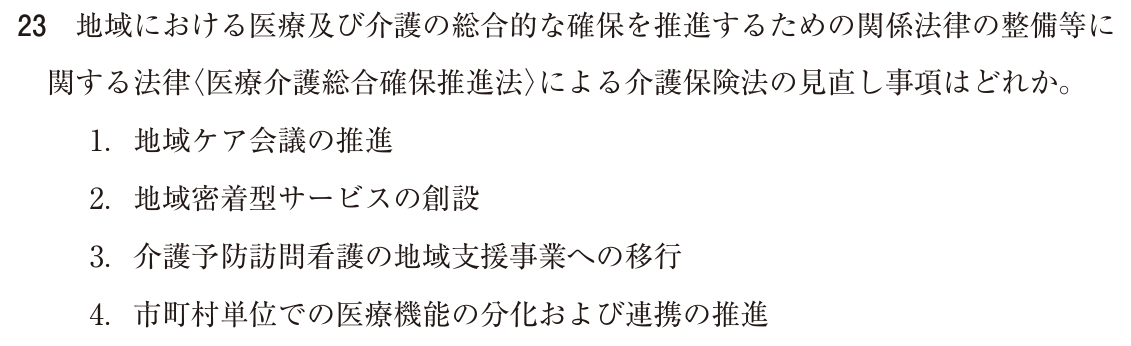 23 地域における医療及び介護の総合的な確保を推進するための関係法律の整備等に
関する法律〈医療介護総合確保推進法〉による介護保険法の見直し事項はどれか。
1. 地域ケア会議の推進
2. 地域密着型サービスの創設
3. 介護予防訪問看護の地域支援事業への移行
4. 市町村単位での医療機能の分化および連携の推進